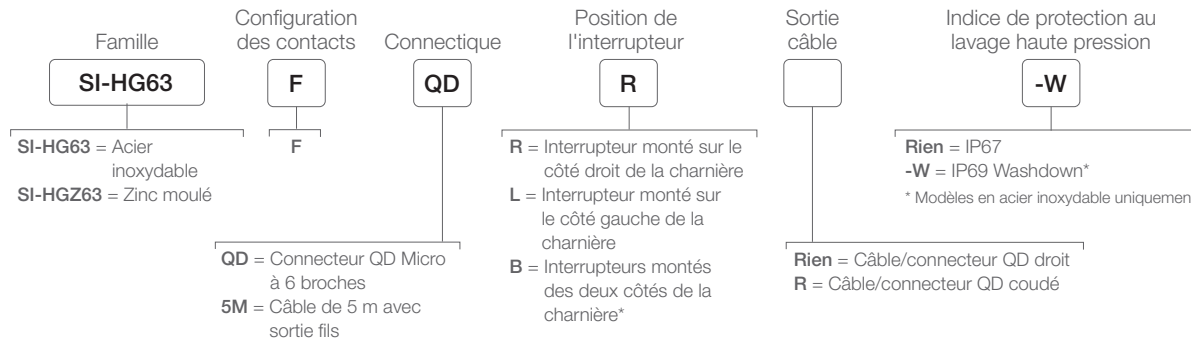 Famille
Configuration
des contacts
Connectique
Position de
l'interrupteur
Sortie
câble
Indice de protection au
lavage haute pression
SI-HG63
F
QD
R
-W
SI-HG63 = Acier
inoxydable
SI-HGZ63 = Zinc moulé
F
QD = Connecteur QD Micro
à 6 broches
5M = Câble de 5 m avec
sortie fils
R = Interrupteur monté sur le
côté droit de la charnière
L = Interrupteur monté sur
le côté gauche de la
charnière
B = Interrupteurs montés
des deux côtés de la
charnière*
Rien = Câble/connecteur QD droit
R = Câble/connecteur QD coudé
Rien = IP67
-W = IP69 Washdown*
* Modèles en acier inoxydable uniquemen